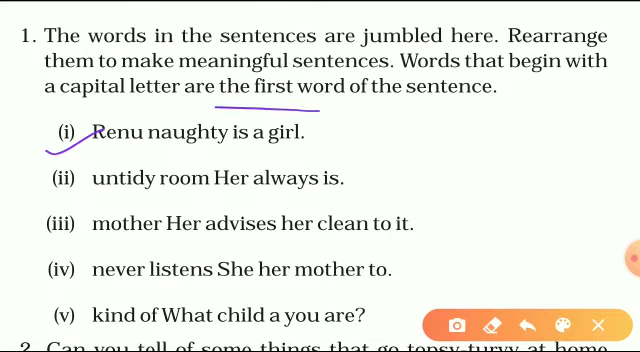 1. The words in the sentences are jumbled here. Rearrange
them to make meaningful sentences. Words that begin with
a capital letter are the first word of the sentence.
(i) Renu naughty is a girl.
(ii) untidy room Her always is.
(iii) mother Her advises her clean to it.
(iv) never listens She her mother to.
(v) kind of What child a you are?
2. Can you tell of some things that go topsy turvy at home